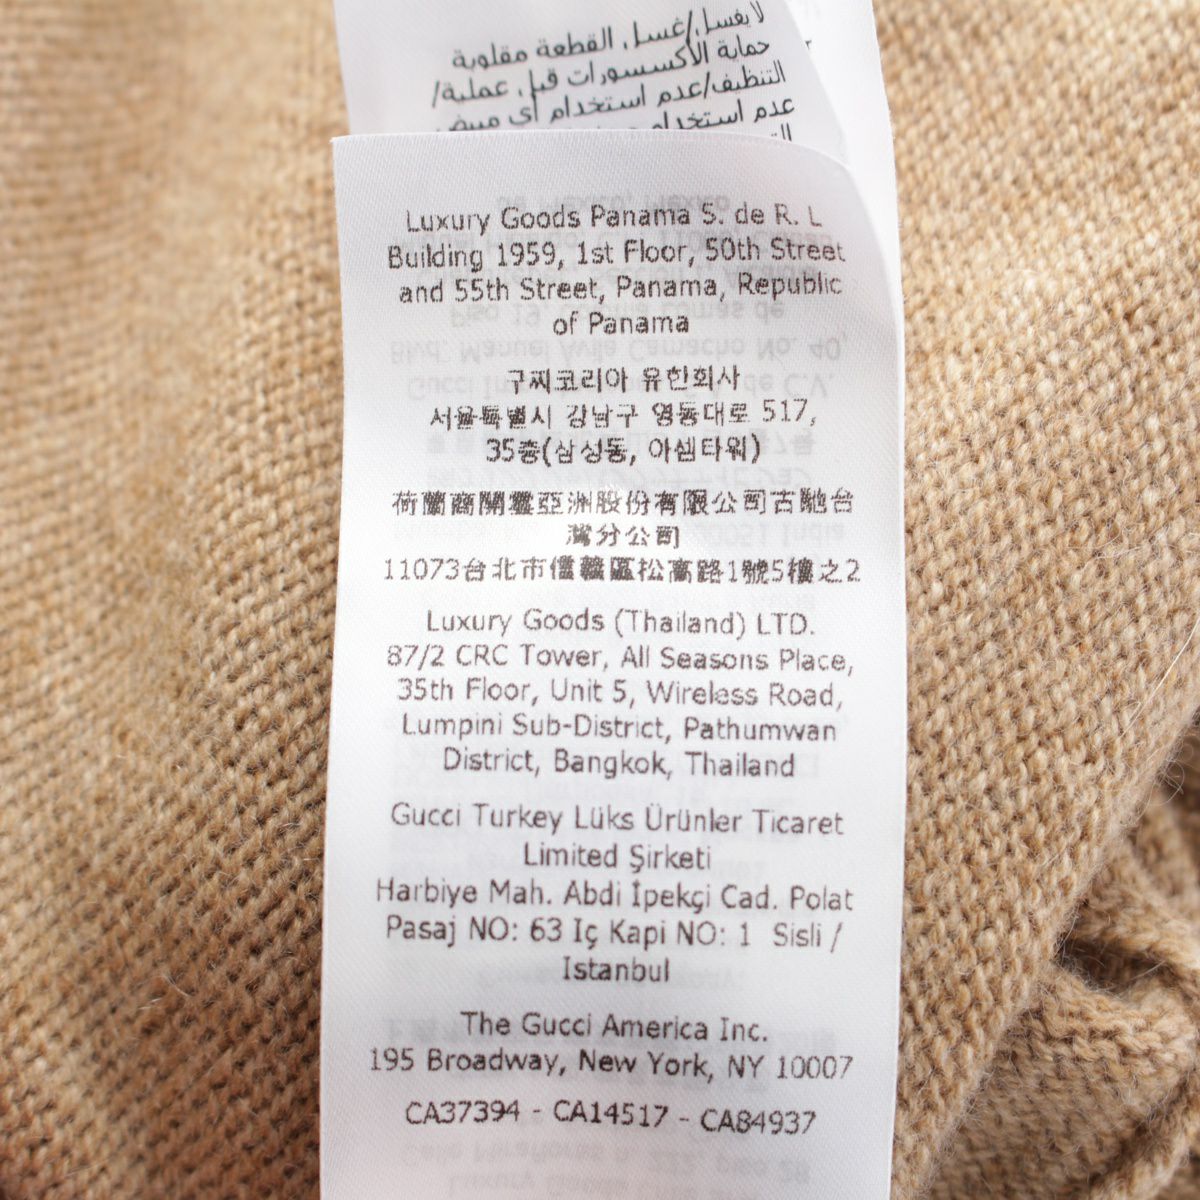 لا بغسل/غسل, القطعة مقلوبة
حماية الأكسسورات قبل عملية/
التنظيف/عدم استخدام أي مبيض
عدم استخدام
Luxury Goods Panama S. de R. L
Building 1959, 1st Floor, 50th Street
and 55th Street, Panama, Republic
of Panama
구찌코리아 유한회사
서울특별시 강남구 영동대로 517,
35층(삼성동, 아셈타워)
荷蘭商開雲亞洲股份有限公司古馳台
灣分公司
11073台北市信義區松高路1號5樓之2
Luxury Goods (Thailand) LTD.
87/2 CRC Tower, All Seasons Place,
35th Floor, Unit 5, Wireless Road,
Lumpini Sub-District, Pathumwan
District, Bangkok, Thailand
Gucci Turkey Lüks Ürünler Ticaret
Limited Şirketi
Harbiye Mah. Abdi İpekçi Cad. Polat
Pasaj NO: 63 Iç Kapi NO: 1 Sisli /
Istanbul
The Gucci America Inc.
195 Broadway, New York, NY 10007
CA37394 - CA14517 - CA84937